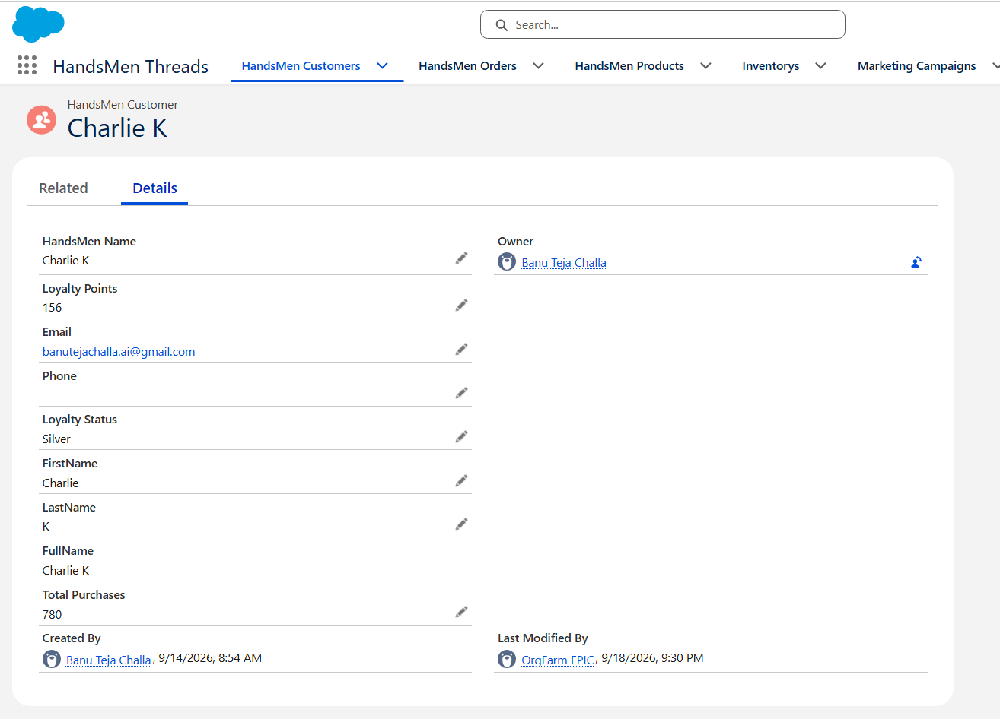 Search...
HandsMen Threads
HandsMen Customers
HandsMen Orders
HandsMen Products
Inventorys
Marketing Campaigns
HandsMen Customer
Charlie K
Related
Details
HandsMen Name
Charlie K
Owner
Banu Teja Challa
Loyalty Points
156
Email
banutejachalla.ai@gmail.com
Phone
Loyalty Status
Silver
FirstName
Charlie
LastName
K
FullName
Charlie K
Total Purchases
780
Created By
Banu Teja Challa, 9/14/2026, 8:54 AM
Last Modified By
OrgFarm EPIC, 9/18/2026, 9:30 PM